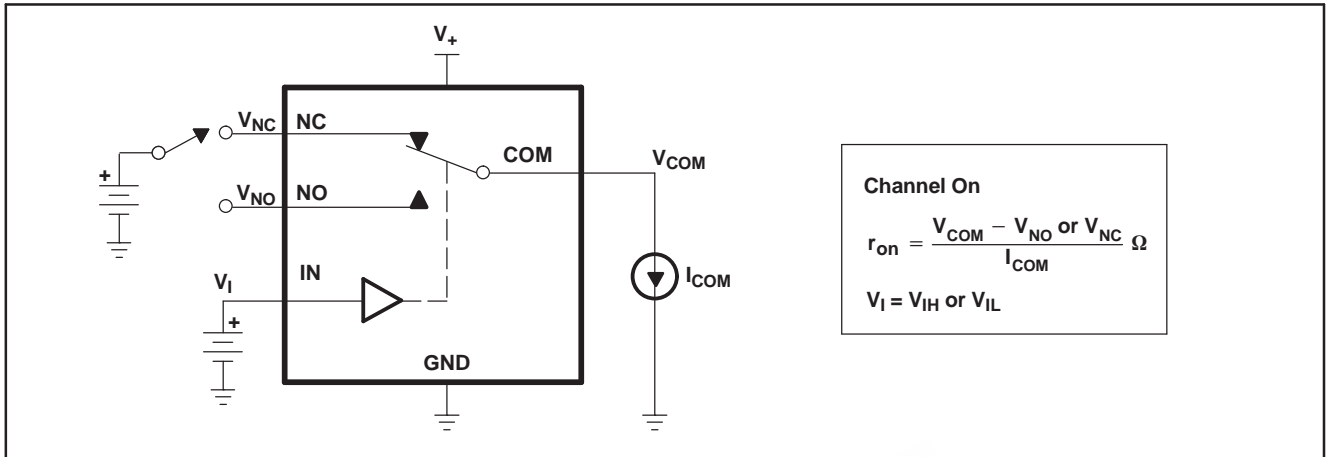 V+
VNC
NC
COM
VCOM
+
VNO
NO
VI
IN
ICOM
+
GND
Channel On
ron = VCOM − VNO or VNC / ICOM Ω
VI = VIH or VIL